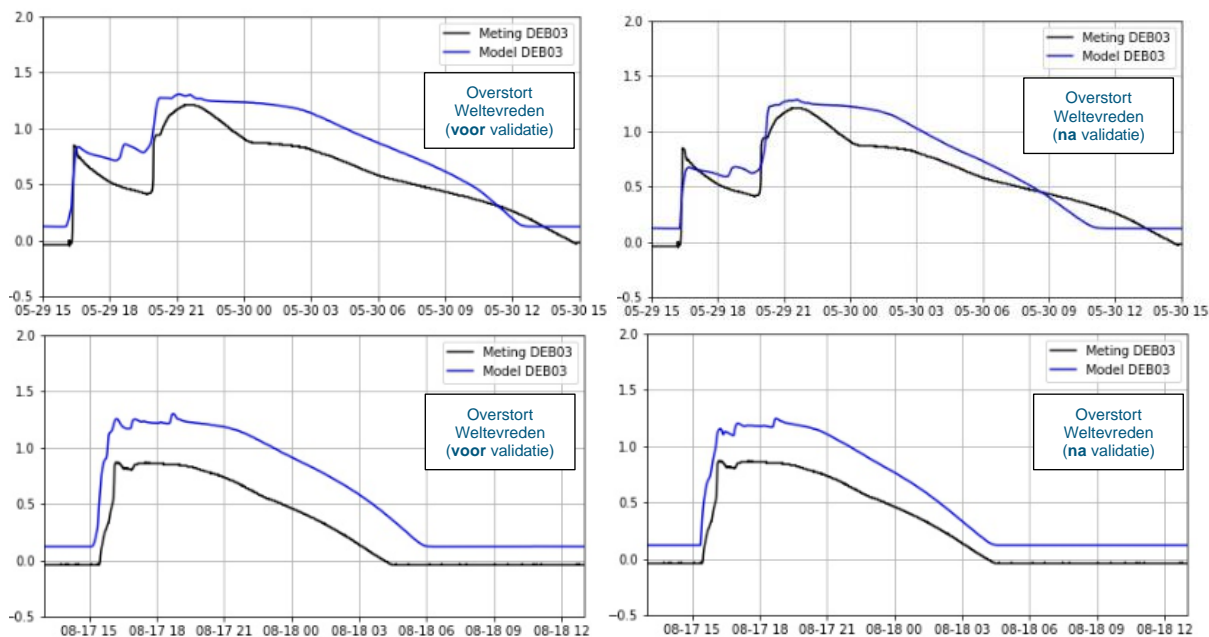 2.0
1.5
1.0
0.5
0.0
-0.5
Meting DEB03
Model DEB03
Overstort
Weltevreden
(voor validatie)
05-29 15 05-29 18 05-29 21 05-30 00 05-30 03 05-30 06 05-30 09 05-30 12 05-30 15
2.0
1.5
1.0
0.5
0.0
-0.5
Meting DEB03
Model DEB03
Overstort
Weltevreden
(na validatie)
05-29 15 05-29 18 05-29 21 05-30 00 05-30 03 05-30 06 05-30 09 05-30 12 05-30 15
2.0
1.5
1.0
0.5
0.0
-0.5
Meting DEB03
Model DEB03
Overstort
Weltevreden
(voor validatie)
08-17 15 08-17 18 08-17 21 08-18 00 08-18 03 08-18 06 08-18 09 08-18 12
2.0
1.5
1.0
0.5
0.0
-0.5
Meting DEB03
Model DEB03
Overstort
Weltevreden
(na validatie)
08-17 15 08-17 18 08-17 21 08-18 00 08-18 03 08-18 06 08-18 09 08-18 12